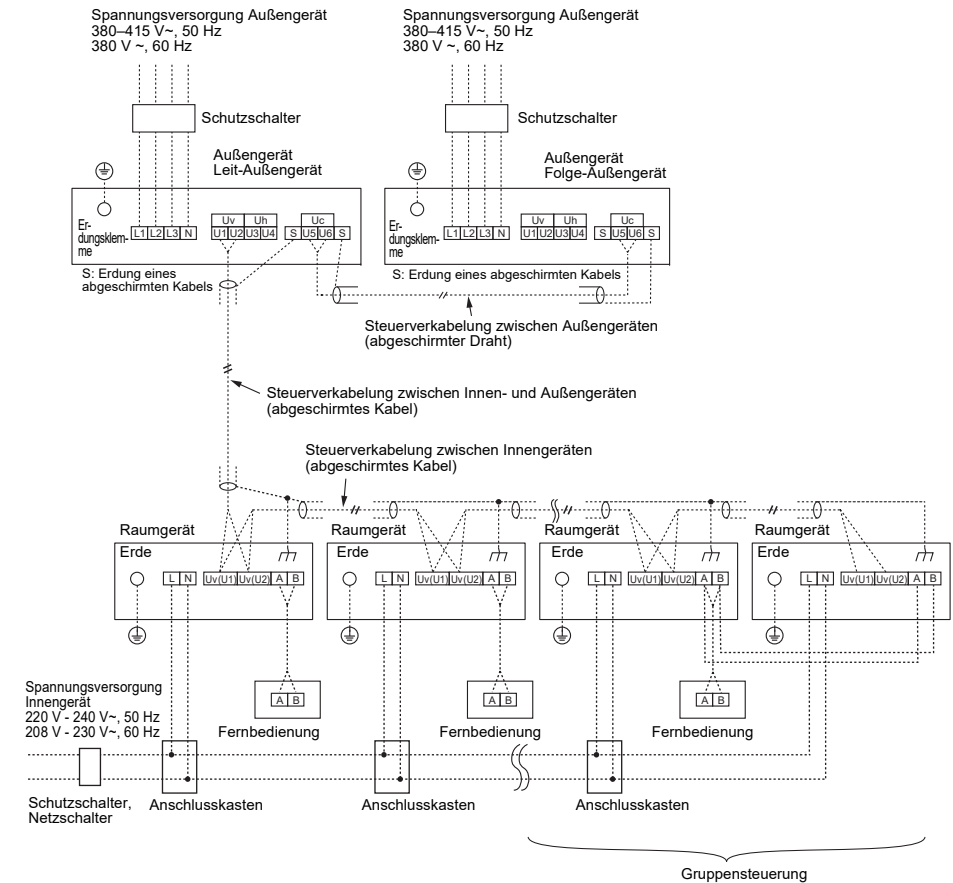 Spannungsversorgung Außengerät
380–415 V~, 50 Hz
380 V ~, 60 Hz
Spannungsversorgung Außengerät
380–415 V~, 50 Hz
380 V ~, 60 Hz
Schutzschalter
Schutzschalter
Außengerät
Leit-Außengerät
Außengerät
Folge-Außengerät
Er-
dungsklem-
me
L1 L2 L3 N
Uv Uh
U1 U2 U3 U4
Uc
S U5 U6 S
Er-
dungsklem-
me
L1 L2 L3 N
Uv Uh
U1 U2 U3 U4
Uc
S U5 U6 S
S: Erdung eines
abgeschirmten Kabels
S: Erdung eines abgeschirmten Kabels
Steuerverkabelung zwischen Außengeräten
(abgeschirmter Draht)
Steuerverkabelung zwischen Innen- und Außengeräten
(abgeschirmtes Kabel)
Steuerverkabelung zwischen Innengeräten
(abgeschirmtes Kabel)
Raumgerät
Raumgerät
Raumgerät
Raumgerät
Erde
Erde
Erde
Erde
L N Uv(U1) Uv(U2) A B
L N Uv(U1) Uv(U2) A B
L N Uv(U1) Uv(U2) A B
L N Uv(U1) Uv(U2) A B
Spannungsversorgung
Innengerät
220 V - 240 V~, 50 Hz
208 V - 230 V~, 60 Hz
A B
A B
A B
Fernbedienung
Fernbedienung
Fernbedienung
Schutzschalter,
Netzschalter
Anschlusskasten
Anschlusskasten
Anschlusskasten
Gruppensteuerung